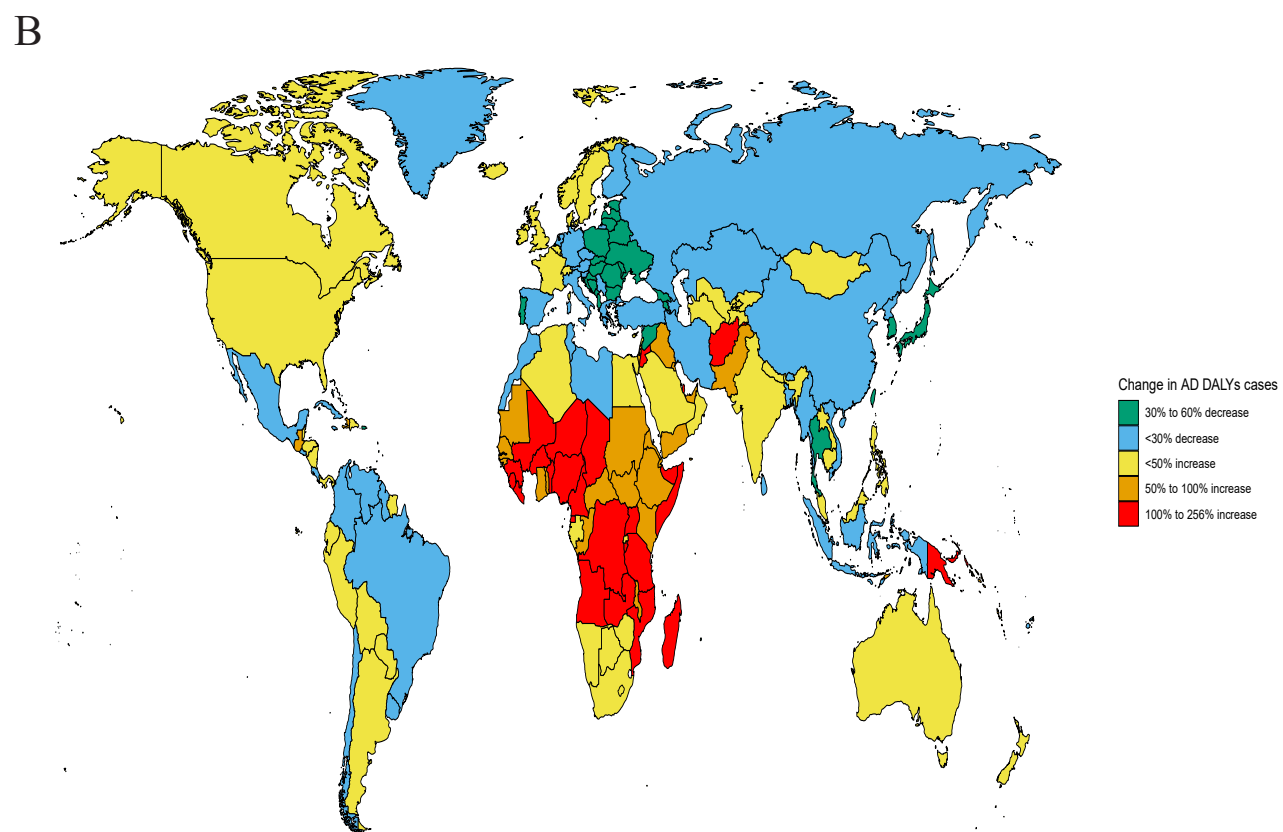 B
Change in AD DALYs cases
30% to 60% decrease
<30% decrease
<50% increase
50% to 100% increase
100% to 256% increase